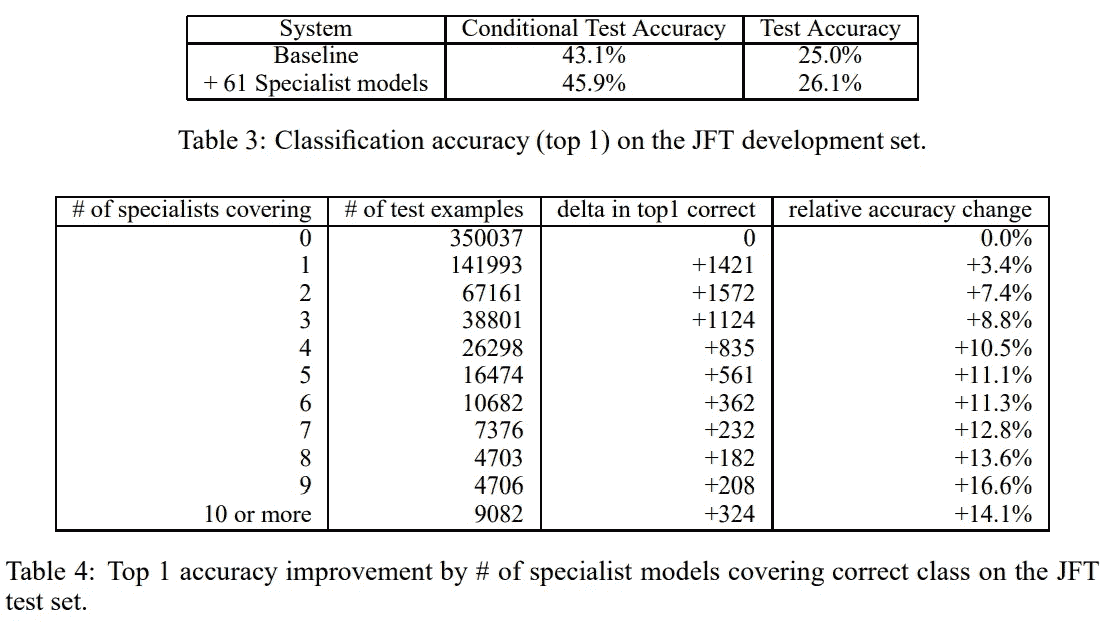 System Conditional Test Accuracy Test Accuracy
Baseline 43.1% 25.0%
+ 61 Specialist models 45.9% 26.1%
Table 3: Classification accuracy (top 1) on the JFT development set.
# of specialists covering # of test examples delta in top1 correct relative accuracy change
0 350037 0 0.0%
1 141993 +1421 +3.4%
2 67161 +1572 +7.4%
3 38801 +1124 +8.8%
4 26298 +835 +10.5%
5 16474 +561 +11.1%
6 10682 +362 +11.3%
7 7376 +232 +12.8%
8 4703 +182 +13.6%
9 4706 +208 +16.6%
10 or more 9082 +324 +14.1%
Table 4: Top 1 accuracy improvement by # of specialist models covering correct class on the JFT
test set.